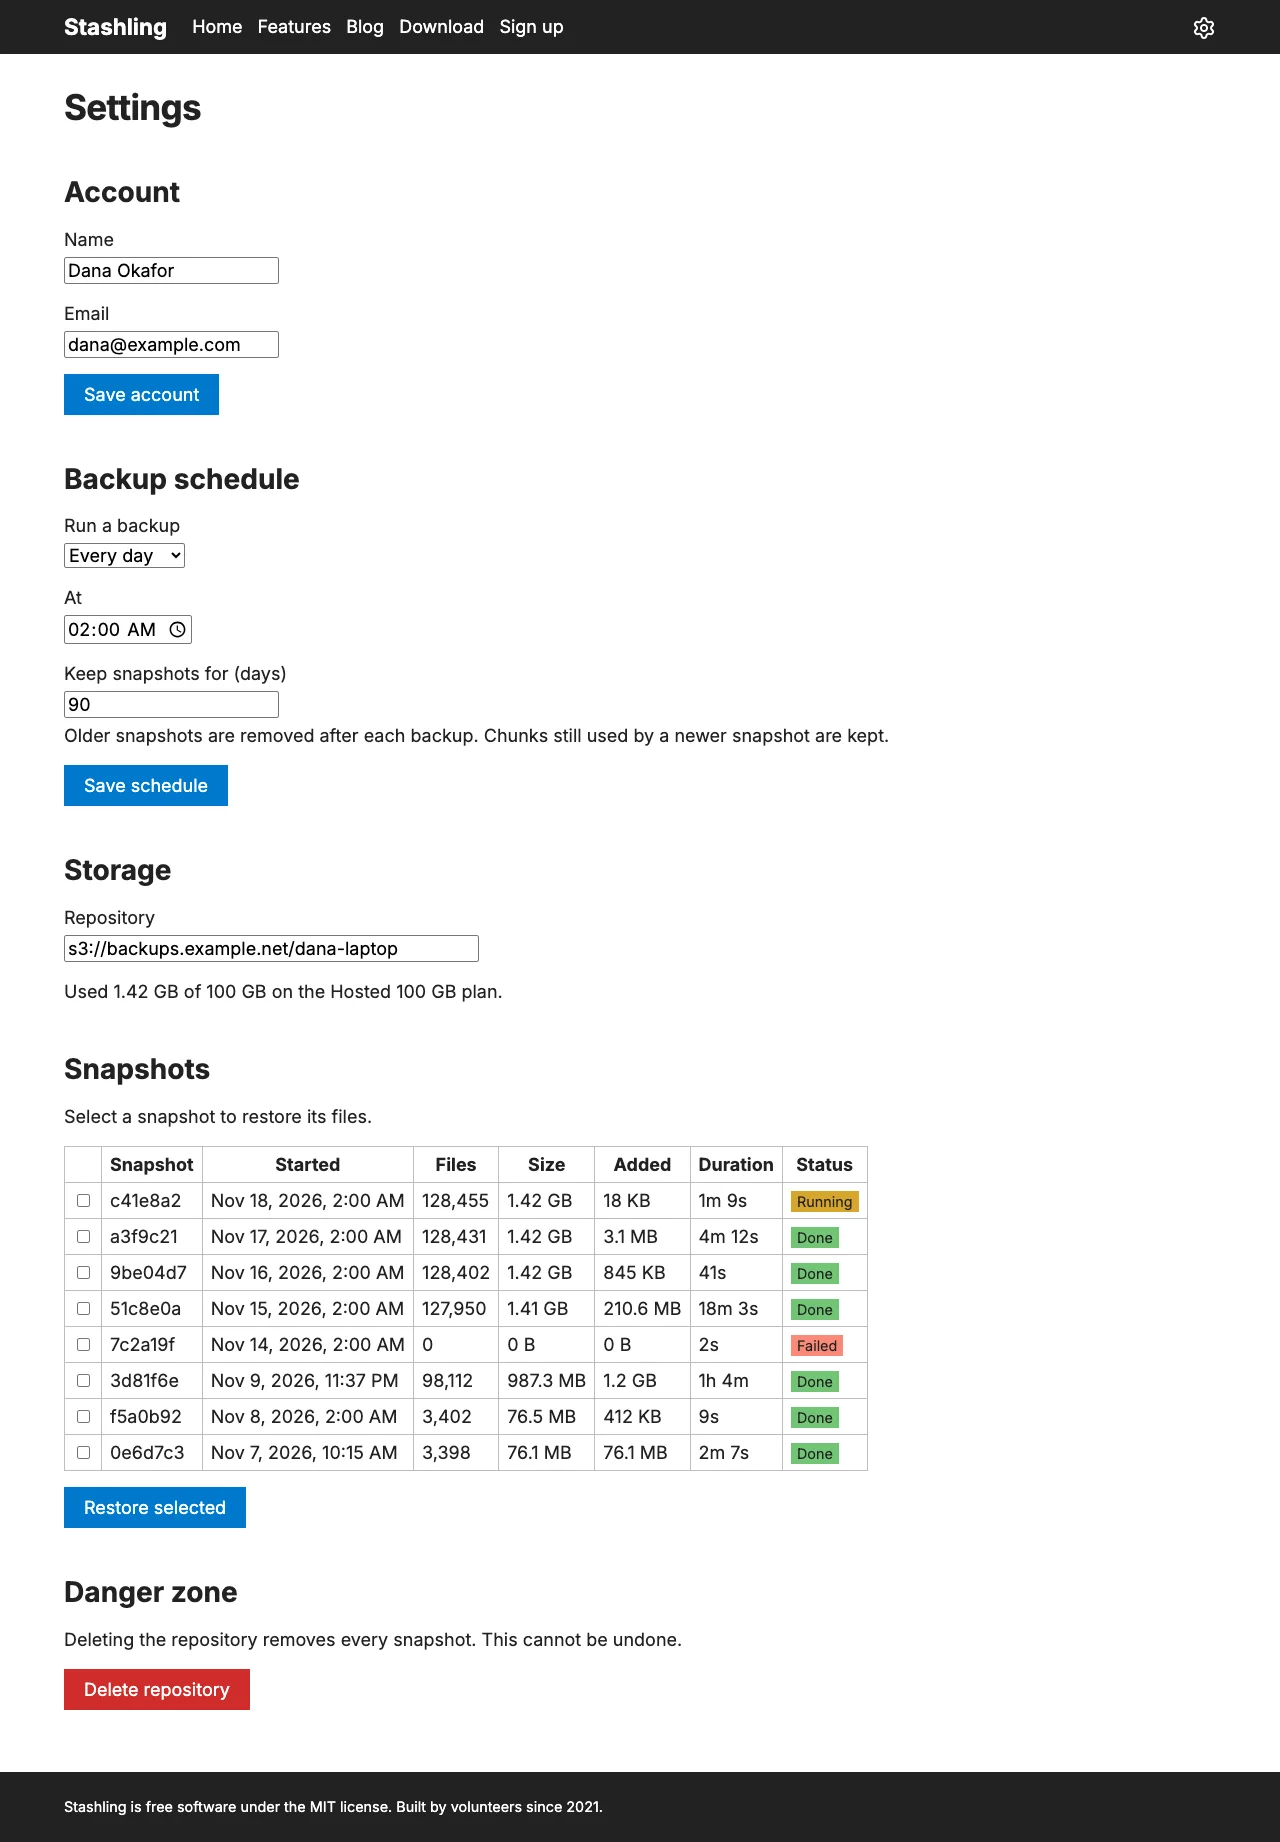 Stashling Home Features Blog Download Sign up
Settings
Account
Name
Dana Okafor
Email
dana@example.com
Save account
Backup schedule
Run a backup
Every day
At
02:00 AM
Keep snapshots for (days)
90
Older snapshots are removed after each backup. Chunks still used by a newer snapshot are kept.
Save schedule
Storage
Repository
s3://backups.example.net/dana-laptop
Used 1.42 GB of 100 GB on the Hosted 100 GB plan.
Snapshots
Select a snapshot to restore its files.
Snapshot Started Files Size Added Duration Status
c41e8a2 Nov 18, 2026, 2:00 AM 128,455 1.42 GB 18 KB 1m 9s Running
a3f9c21 Nov 17, 2026, 2:00 AM 128,431 1.42 GB 3.1 MB 4m 12s Done
9be04d7 Nov 16, 2026, 2:00 AM 128,402 1.42 GB 845 KB 41s Done
51c8e0a Nov 15, 2026, 2:00 AM 127,950 1.41 GB 210.6 MB 18m 3s Done
7c2a19f Nov 14, 2026, 2:00 AM 0 0 B 0 B 2s Failed
3d81f6e Nov 9, 2026, 11:37 PM 98,112 987.3 MB 1.2 GB 1h 4m Done
f5a0b92 Nov 8, 2026, 2:00 AM 3,402 76.5 MB 412 KB 9s Done
0e6d7c3 Nov 7, 2026, 10:15 AM 3,398 76.1 MB 76.1 MB 2m 7s Done
Restore selected
Danger zone
Deleting the repository removes every snapshot. This cannot be undone.
Delete repository
Stashling is free software under the MIT license. Built by volunteers since 2021.